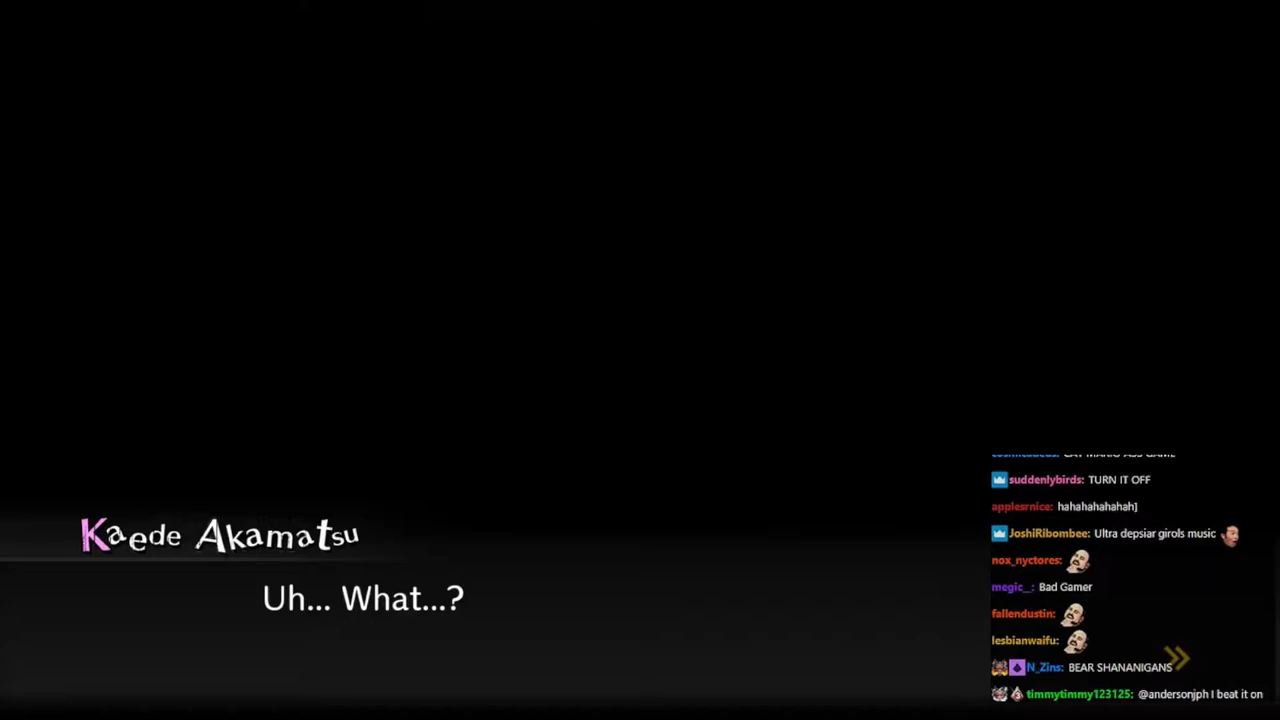 Kaede Akamatsu
Uh... What...?
suddenlybirds: TURN IT OFF
applesrnice: hahahahahahah]
JoshiRibombee: Ultra depsiar girols music
nox_nyctores:
megic__: Bad Gamer
fallendustin:
lesbianwaifu:
N_Zins: BEAR SHANANIGANS
timmytimmy123125: @andersonjph I beat it on